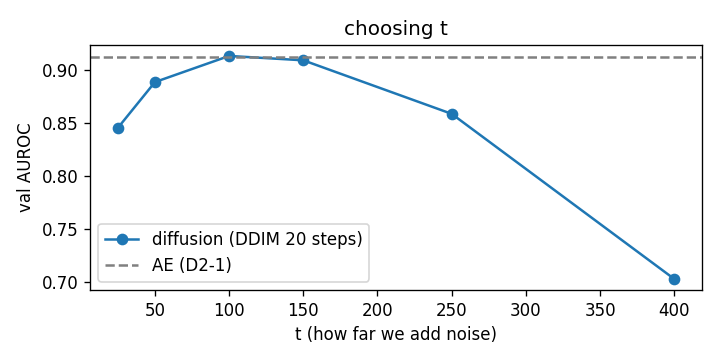 choosing t
val AUROC
0.90
0.85
0.80
0.75
0.70
diffusion (DDIM 20 steps)
AE (D2-1)
50 100 150 200 250 300 350 400
t (how far we add noise)